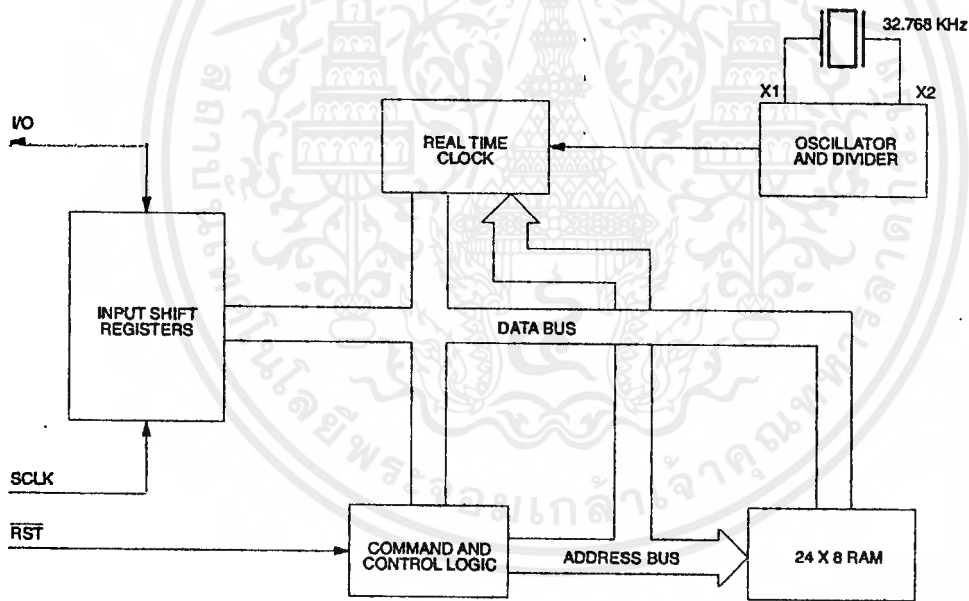 32.768 KHz
X1
X2
I/O
REAL TIME
CLOCK
OSCILLATOR
AND DIVIDER
INPUT SHIFT
REGISTERS
DATA BUS
SCLK
RST
COMMAND AND
CONTROL LOGIC
ADDRESS BUS
24 X 8 RAM